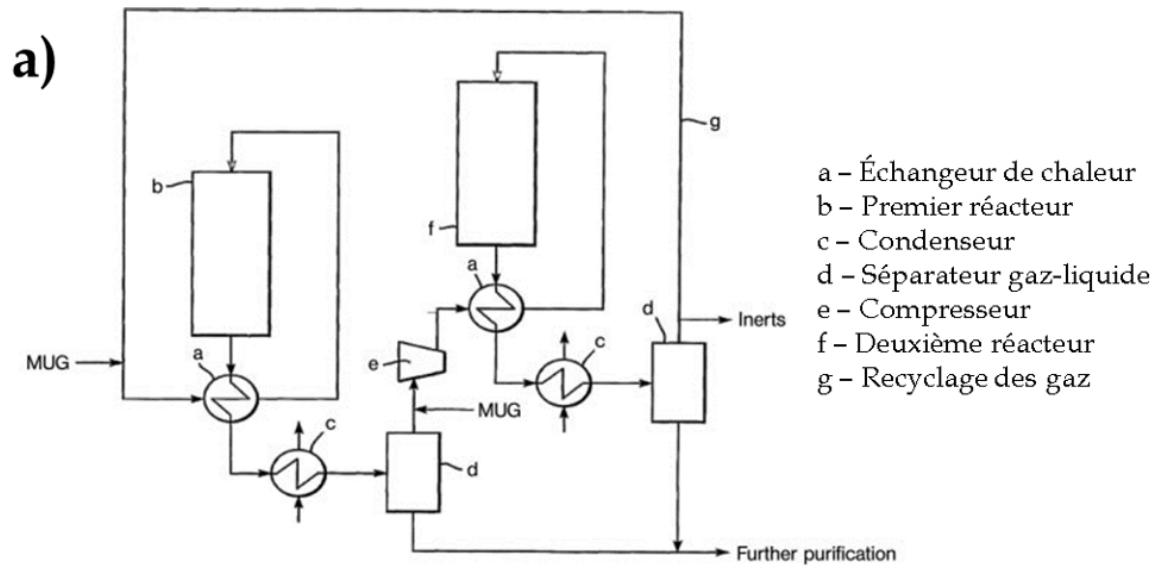 a)
b
a
MUG
c
d
e
MUG
f
a
c
d
g
Inerts
Further purification
a – Échangeur de chaleur
b – Premier réacteur
c – Condenseur
d – Séparateur gaz-liquide
e – Compresseur
f – Deuxième réacteur
g – Recyclage des gaz